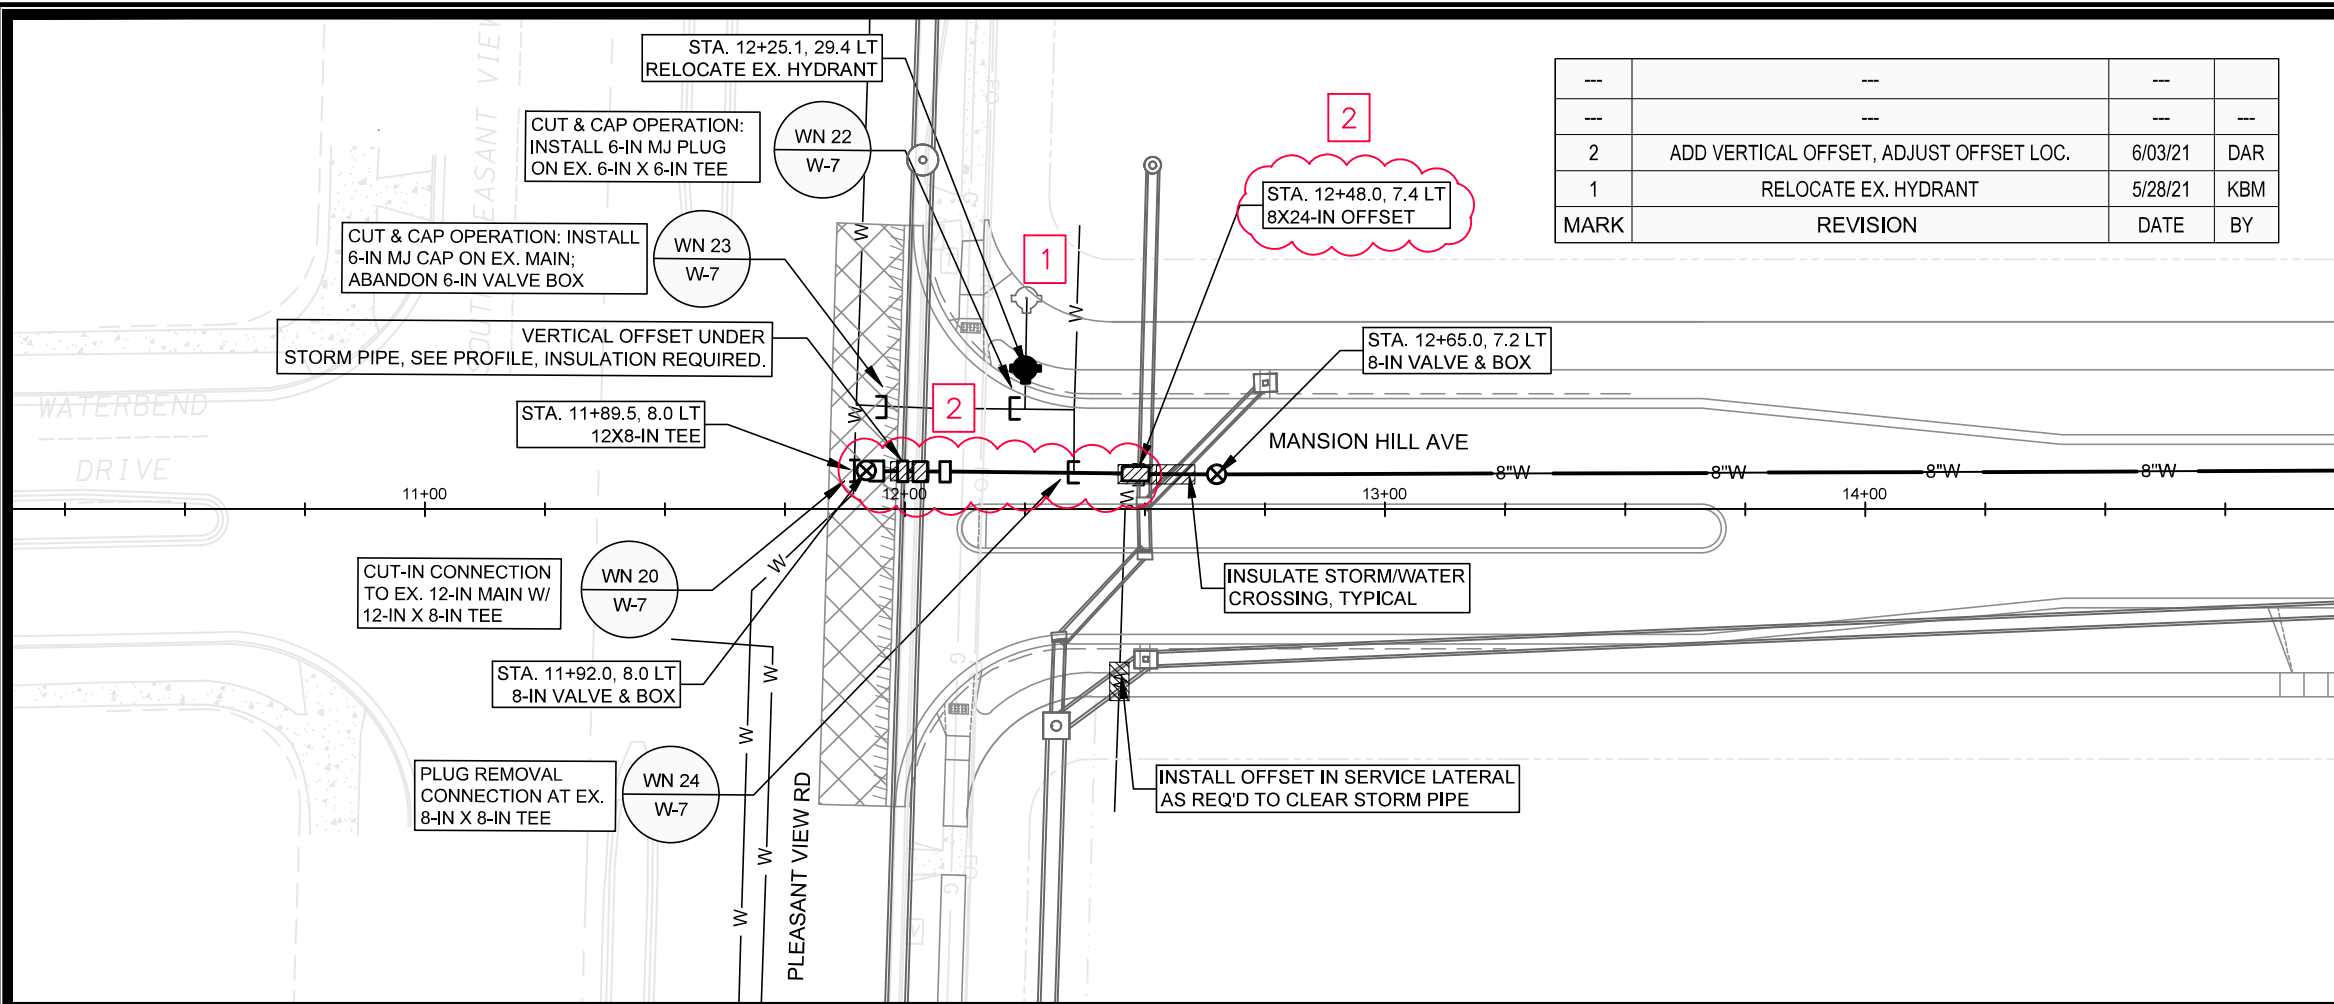 STA. 12+25.1, 29.4 LT
RELOCATE EX. HYDRANT
CUT & CAP OPERATION:
INSTALL 6-IN MJ PLUG
ON EX. 6-IN X 6-IN TEE
WN 22
W-7
CUT & CAP OPERATION: INSTALL
6-IN MJ CAP ON EX. MAIN;
ABANDON 6-IN VALVE BOX
WN 23
W-7
VERTICAL OFFSET UNDER
STORM PIPE, SEE PROFILE, INSULATION REQUIRED.
STA. 11+89.5, 8.0 LT
12X8-IN TEE
1
2
2
STA. 12+48.0, 7.4 LT
8X24-IN OFFSET
--- --- ---
--- --- --- ---
2 ADD VERTICAL OFFSET, ADJUST OFFSET LOC. 6/03/21 DAR
1 RELOCATE EX. HYDRANT 5/28/21 KBM
MARK REVISION DATE BY
STA. 12+65.0, 7.2 LT
8-IN VALVE & BOX
MANSION HILL AVE
WATERBEND
DRIVE
8"W 8"W 8"W 8"W
11+00 12+00 13+00 14+00
W
W
W
W
W
W
W
W
W
W
W
FO
G
FO
G
G
FO
CUT-IN CONNECTION
TO EX. 12-IN MAIN W/
12-IN X 8-IN TEE
WN 20
W-7
STA. 11+92.0, 8.0 LT
8-IN VALVE & BOX
PLUG REMOVAL
CONNECTION AT EX.
8-IN X 8-IN TEE
WN 24
W-7
PLEASANT VIEW RD
INSULATE STORM/WATER
CROSSING, TYPICAL
INSTALL OFFSET IN SERVICE LATERAL
AS REQ'D TO CLEAR STORM PIPE